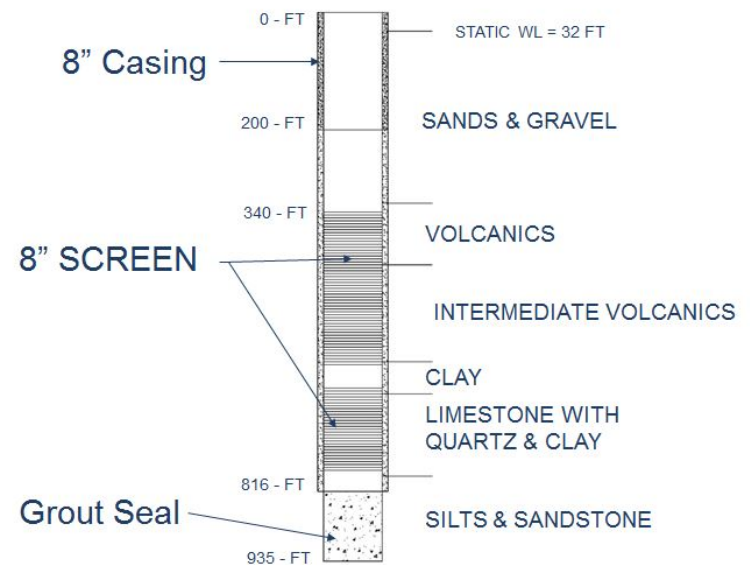 0 - FT
STATIC WL = 32 FT
8” Casing
200 - FT
SANDS & GRAVEL
340 - FT
VOLCANICS
8” SCREEN
INTERMEDIATE VOLCANICS
CLAY
LIMESTONE WITH
QUARTZ & CLAY
816 - FT
Grout Seal
SILTS & SANDSTONE
935 - FT